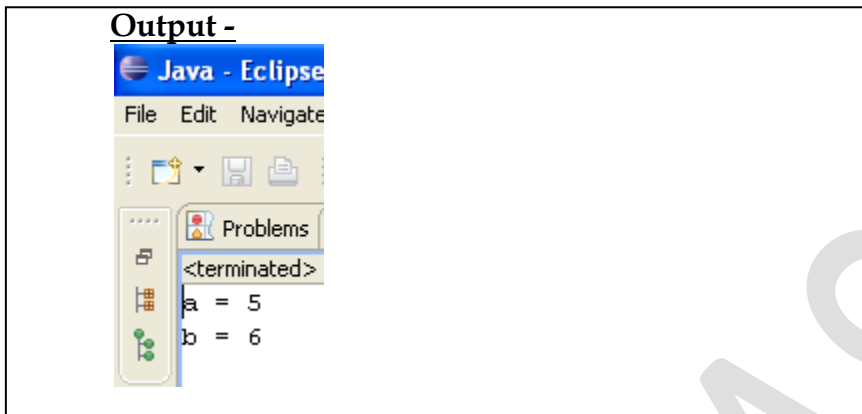 Output -
Java - Eclipse
File Edit Navigate
Problems
<terminated>
a = 5
b = 6